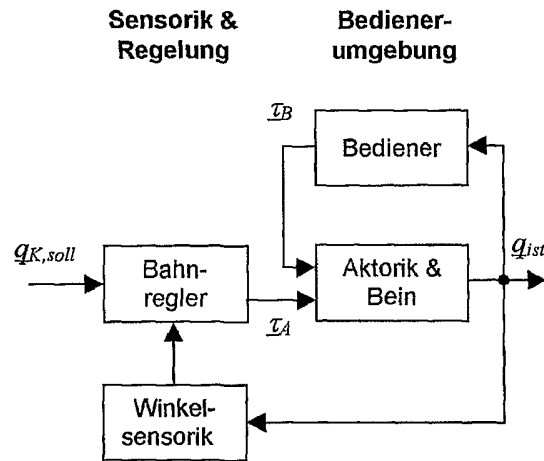 Sensorik &
Regelung
Bediener-
umgebung
τB
Bediener
qK,soll
Bahn-
regler
τA
Aktorik &
Bein
qist
Winkel-
sensorik